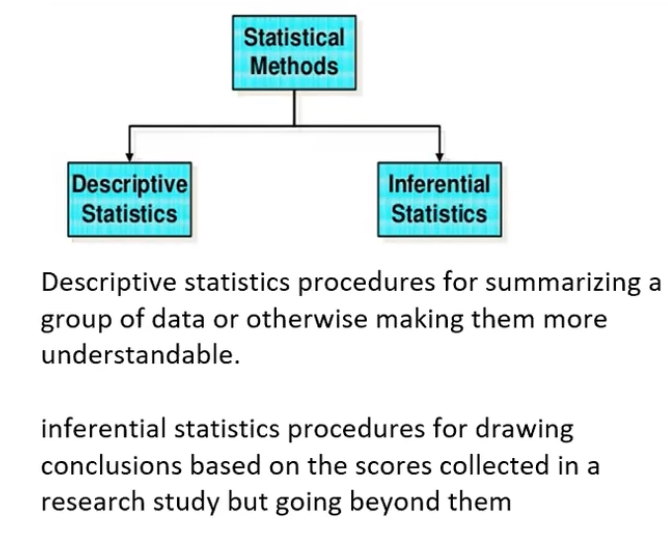 Statistical
Methods
Descriptive
Statistics
Inferential
Statistics
Descriptive statistics procedures for summarizing a
group of data or otherwise making them more
understandable.
inferential statistics procedures for drawing
conclusions based on the scores collected in a
research study but going beyond them